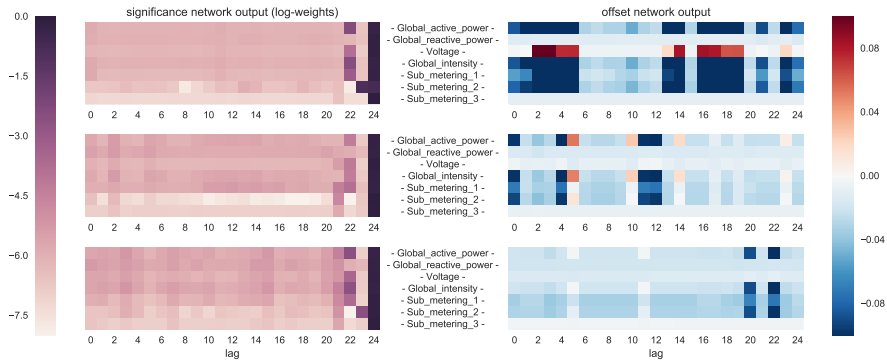 significance network output (log-weights)
offset network output
0.0
−1.5
−3.0
−4.5
−6.0
−7.5
- Global_active_power -
- Global_reactive_power -
- Voltage -
- Global_intensity -
- Sub_metering_1 -
- Sub_metering_2 -
- Sub_metering_3 -
0 2 4 6 8 10 12 14 16 18 20 22 24
0 2 4 6 8 10 12 14 16 18 20 22 24
- Global_active_power -
- Global_reactive_power -
- Voltage -
- Global_intensity -
- Sub_metering_1 -
- Sub_metering_2 -
- Sub_metering_3 -
0 2 4 6 8 10 12 14 16 18 20 22 24
0 2 4 6 8 10 12 14 16 18 20 22 24
- Global_active_power -
- Global_reactive_power -
- Voltage -
- Global_intensity -
- Sub_metering_1 -
- Sub_metering_2 -
- Sub_metering_3 -
0 2 4 6 8 10 12 14 16 18 20 22 24
0 2 4 6 8 10 12 14 16 18 20 22 24
lag
lag
0.08
0.04
0.00
−0.04
−0.08